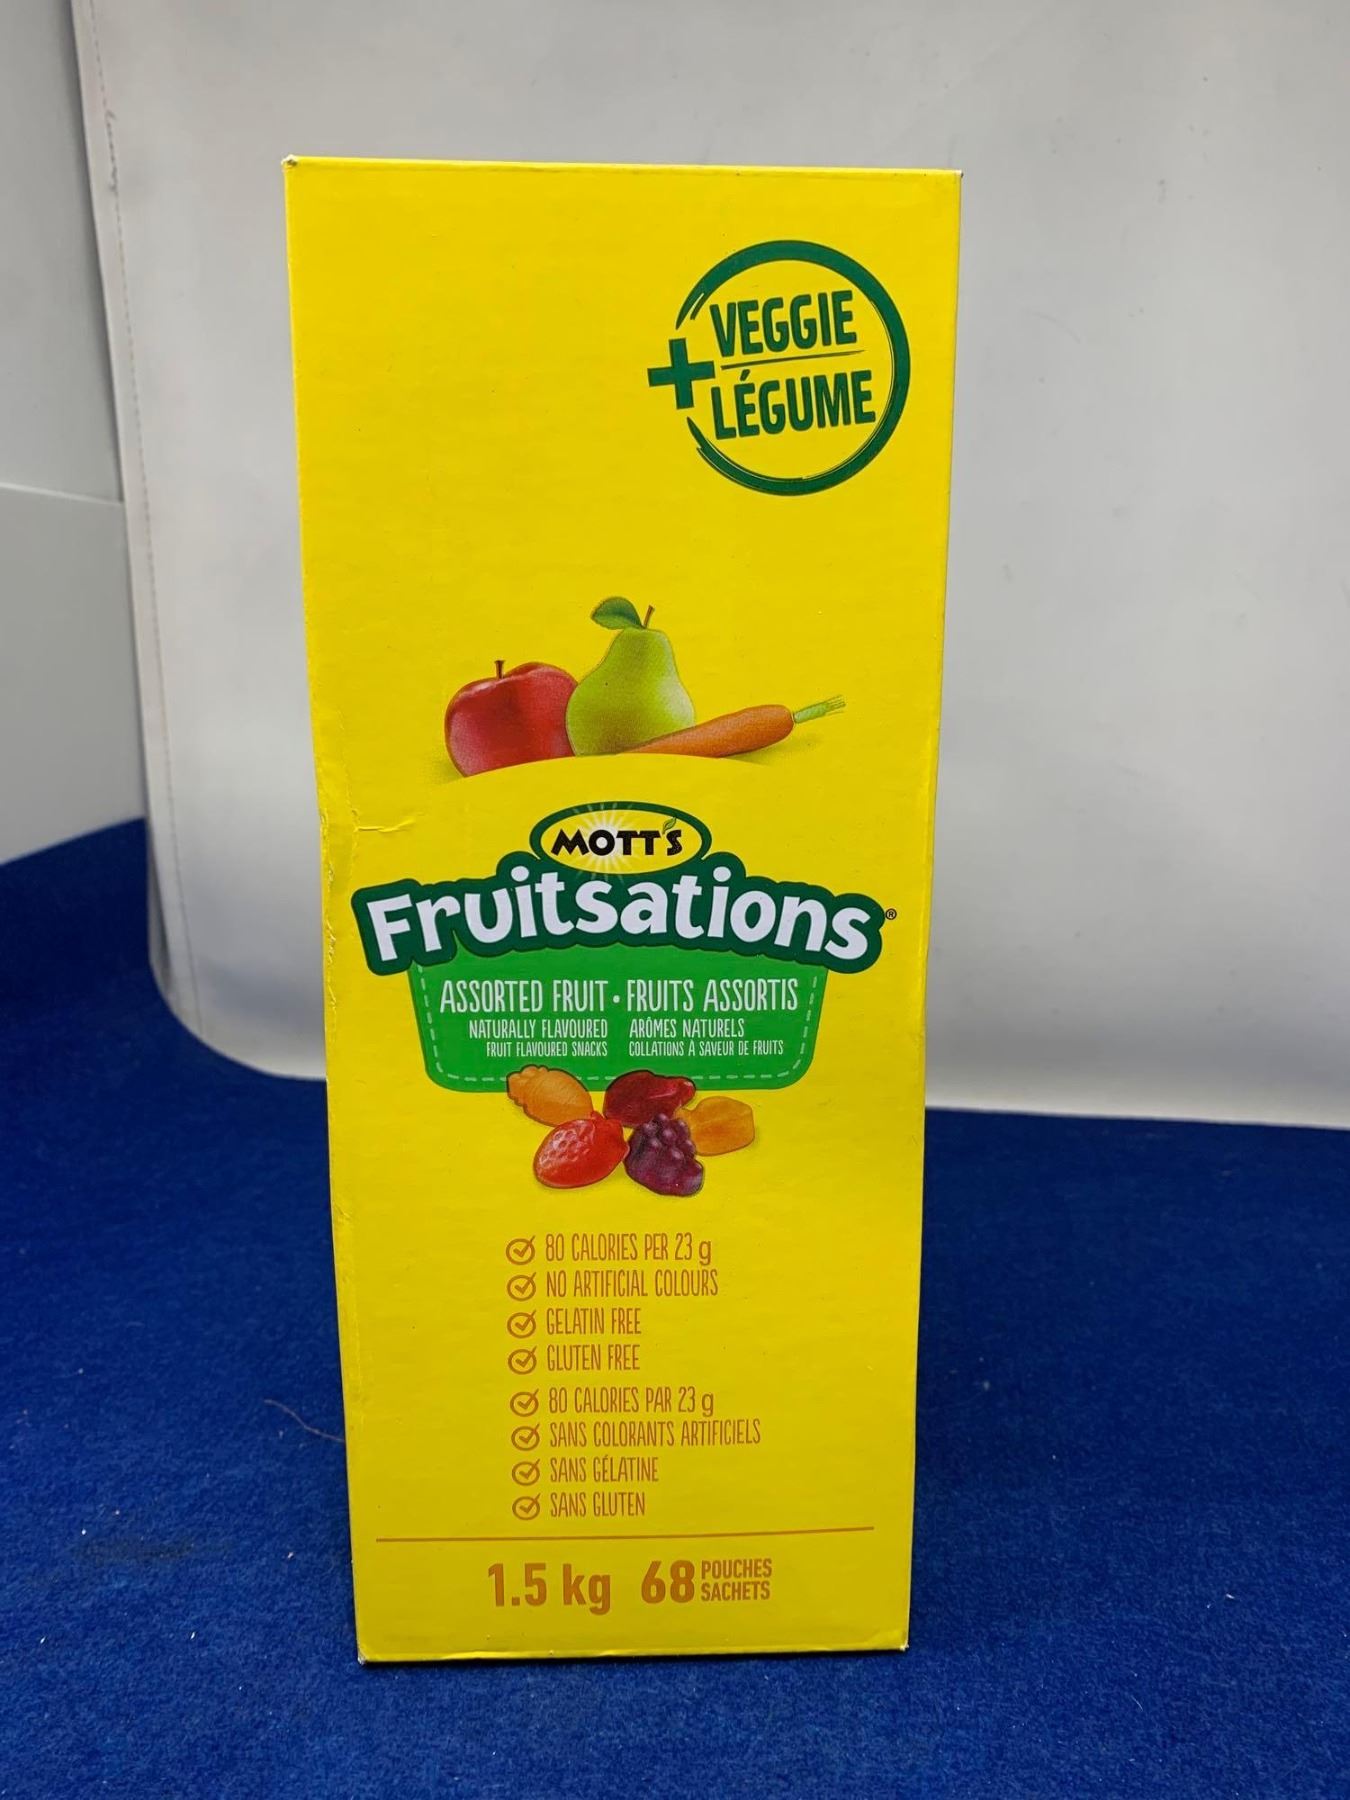 + VEGGIE
LÉGUME
MOTT'S
Fruitsations®
ASSORTED FRUIT • FRUITS ASSORTIS
NATURALLY FLAVOURED ARÔMES NATURELS
FRUIT FLAVOURED SNACKS COLLATIONS À SAVEUR DE FRUITS
80 CALORIES PER 23 g
NO ARTIFICIAL COLOURS
GELATIN FREE
GLUTEN FREE
80 CALORIES PAR 23 g
SANS COLORANTS ARTIFICIELS
SANS GÉLATINE
SANS GLUTEN
1.5 kg 68 POUCHES
SACHETS